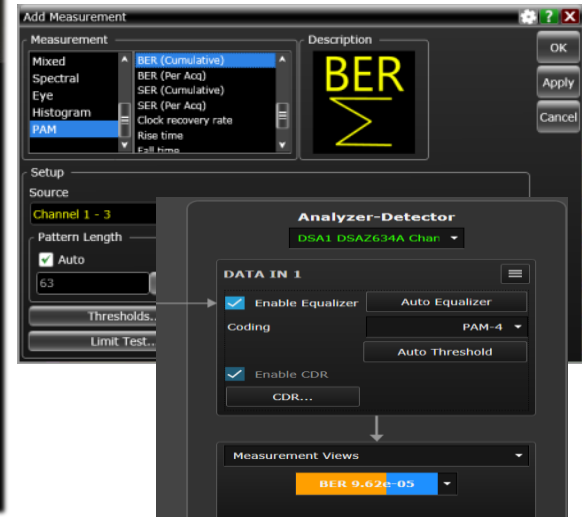 Add Measurement
?
X
Measurement
Mixed
Spectral
Eye
Histogram
PAM
BER (Cumulative)
BER (Per Acq)
SER (Cumulative)
SER (Per Acq)
Clock recovery rate
Rise time
Fall time
Description
BER
Σ
OK
Apply
Cancel
Setup
Source
Channel 1 - 3
Pattern Length
Auto
63
Thresholds..
Limit Test..
Analyzer-Detector
DSA1 DSAZ634A Chan
DATA IN 1
Enable Equalizer
Auto Equalizer
Coding
PAM-4
Auto Threshold
Enable CDR
CDR...
Measurement Views
BER 9.62e-05